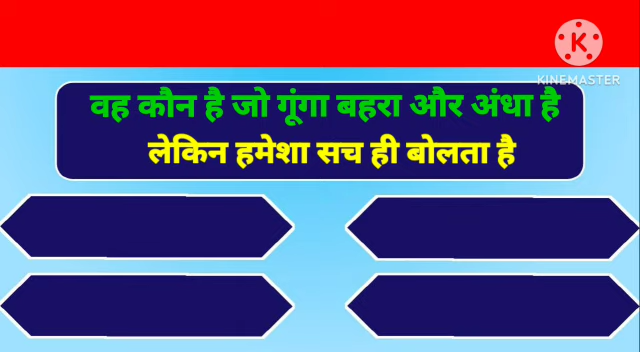 K
KINEMASTER
वह कौन है जो गूंगा बहरा और अंधा है
लेकिन हमेशा सच ही बोलता है